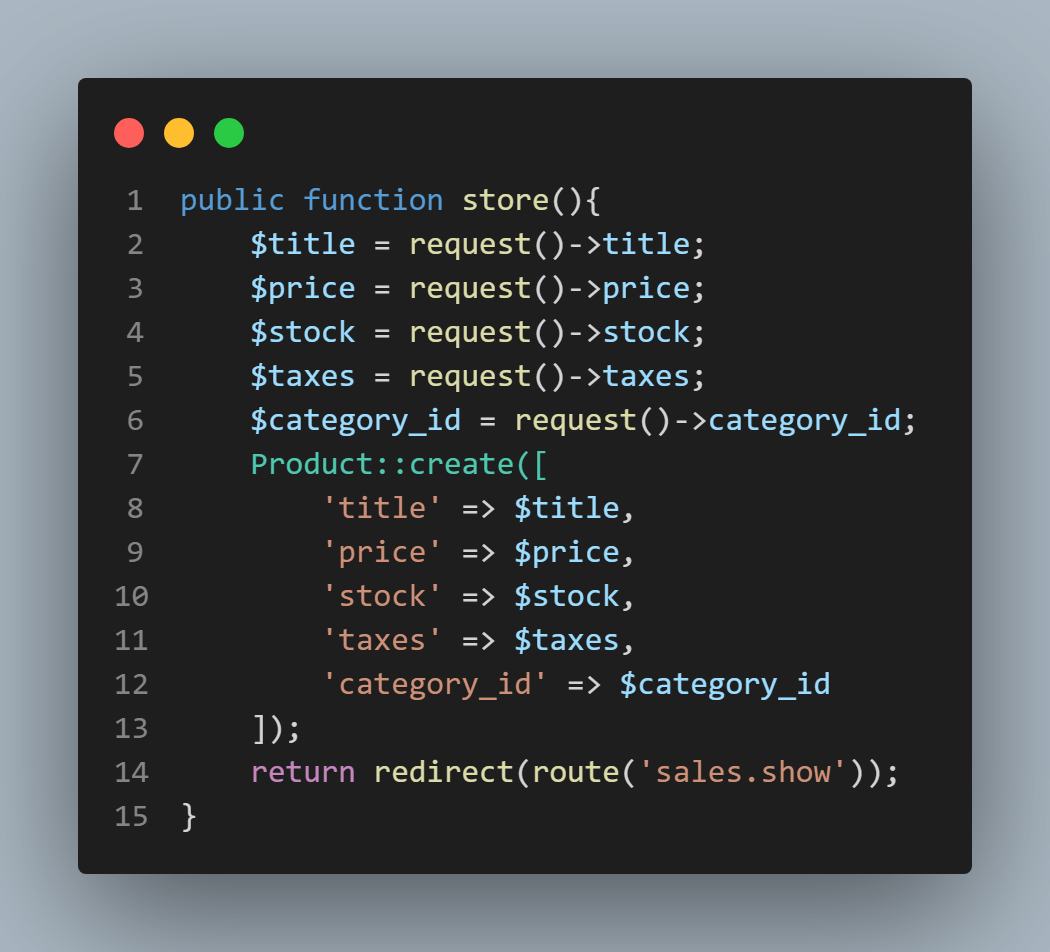 1 public function store(){
2     $title = request()->title;
3     $price = request()->price;
4     $stock = request()->stock;
5     $taxes = request()->taxes;
6     $category_id = request()->category_id;
7     Product::create([
8         'title' => $title,
9         'price' => $price,
10         'stock' => $stock,
11         'taxes' => $taxes,
12         'category_id' => $category_id
13     ]);
14     return redirect(route('sales.show'));
15 }